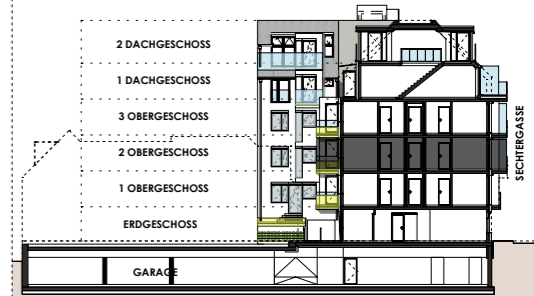 2 DACHGESCHOSS
1 DACHGESCHOSS
3 OBERGESCHOSS
2 OBERGESCHOSS
1 OBERGESCHOSS
ERDGESCHOSS
GARAGE
SECHTERGASSE